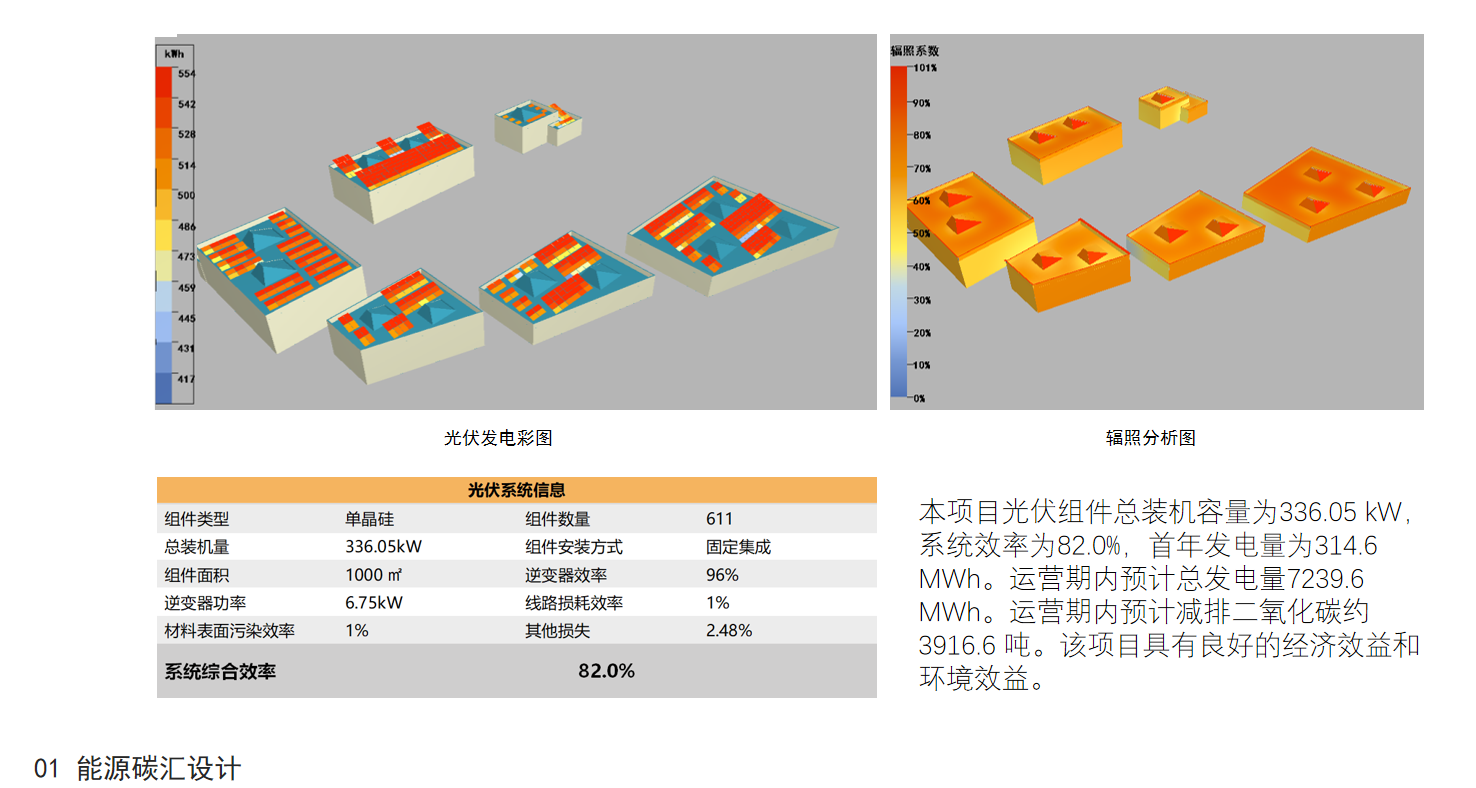 kWh
554
542
528
514
500
486
473
459
445
431
417
辐照系数
101%
90%
80%
70%
60%
50%
40%
30%
20%
10%
0%
光伏发电彩图
辐照分析图
光伏系统信息
组件类型 单晶硅 组件数量 611
总装机量 336.05kW 组件安装方式 固定集成
组件面积 1000 ㎡ 逆变器效率 96%
逆变器功率 6.75kW 线路损耗效率 1%
材料表面污染效率 1% 其他损失 2.48%
系统综合效率 82.0%
本项目光伏组件总装机容量为336.05 kW，
系统效率为82.0%，首年发电量为314.6
MWh。运营期内预计总发电量7239.6
MWh。运营期内预计减排二氧化碳约
3916.6 吨。该项目具有良好的经济效益和
环境效益。
01 能源碳汇设计